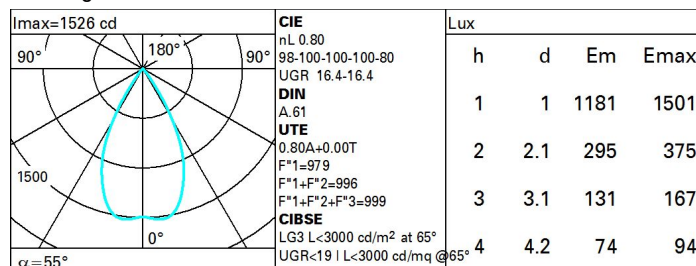 Imax=1526 cd
90°
180°
90°
1500
0°
α=55°
CIE
nL 0.80
98-100-100-100-80
UGR 16.4-16.4
DIN
A.61
UTE
0.80A+0.00T
F"1=979
F"1+F"2=996
F"1+F"2+F"3=999
CIBSE
LG3 L<3000 cd/m² at 65°
UGR<19 | L<3000 cd/mq @65°
Lux
h d Em Emax
1 1 1181 1501
2 2.1 295 375
3 3.1 131 167
4 4.2 74 94